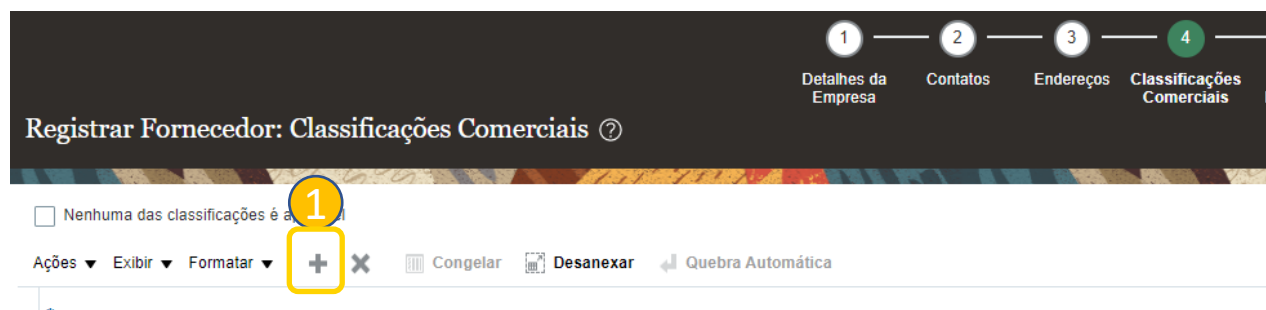 1 2 3 4
Detalhes da Empresa Contatos Endereços Classificações Comerciais
Registrar Fornecedor: Classificações Comerciais ?
1
Nenhuma das classificações é
Ações Exibir Formatar Congelar Desanexar Quebra Automática